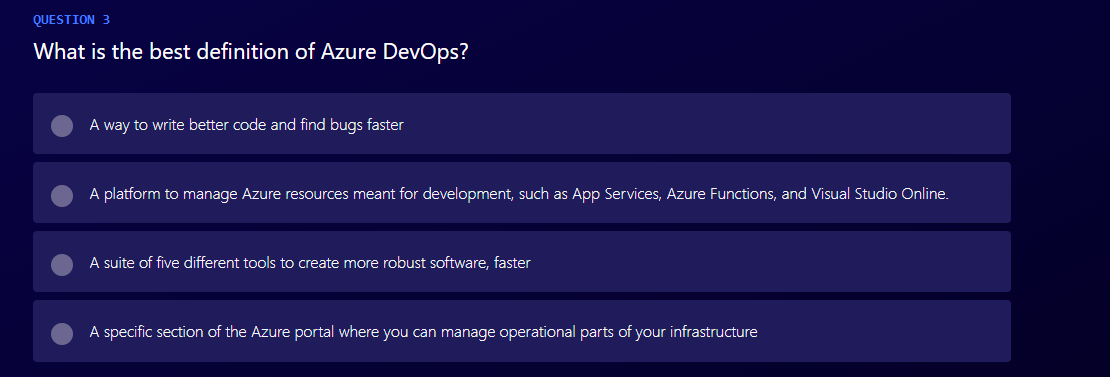 QUESTION 3
What is the best definition of Azure DevOps?
A way to write better code and find bugs faster
A platform to manage Azure resources meant for development, such as App Services, Azure Functions, and Visual Studio Online.
A suite of five different tools to create more robust software, faster
A specific section of the Azure portal where you can manage operational parts of your infrastructure